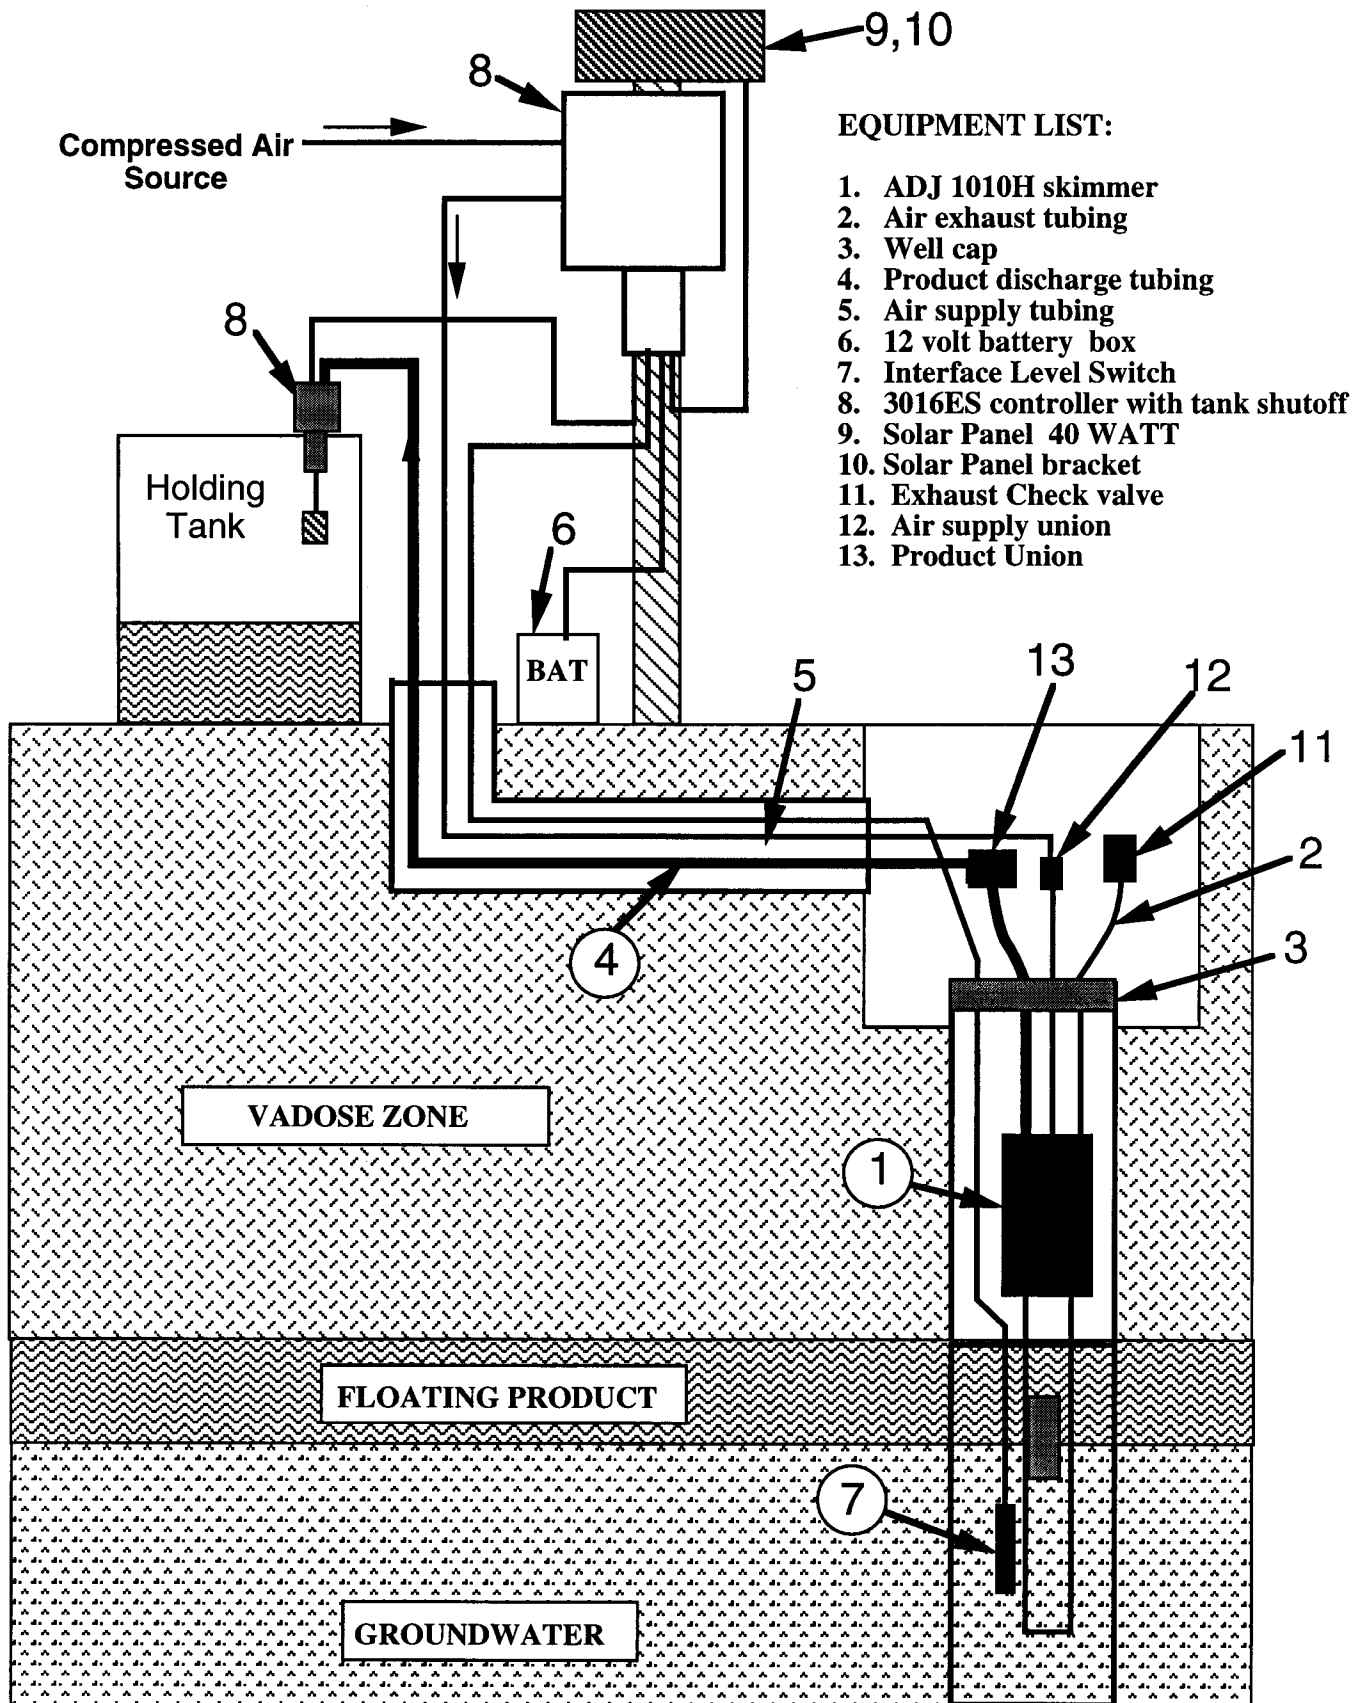 9,10
8
Compressed Air
Source
EQUIPMENT LIST:
1. ADJ 1010H skimmer
2. Air exhaust tubing
3. Well cap
4. Product discharge tubing
5. Air supply tubing
6. 12 volt battery box
7. Interface Level Switch
8. 3016ES controller with tank shutoff
9. Solar Panel 40 WATT
10. Solar Panel bracket
11. Exhaust Check valve
12. Air supply union
13. Product Union
8
Holding
Tank
6
BAT
5
13
12
11
2
4
3
VADOSE ZONE
1
FLOATING PRODUCT
7
GROUNDWATER